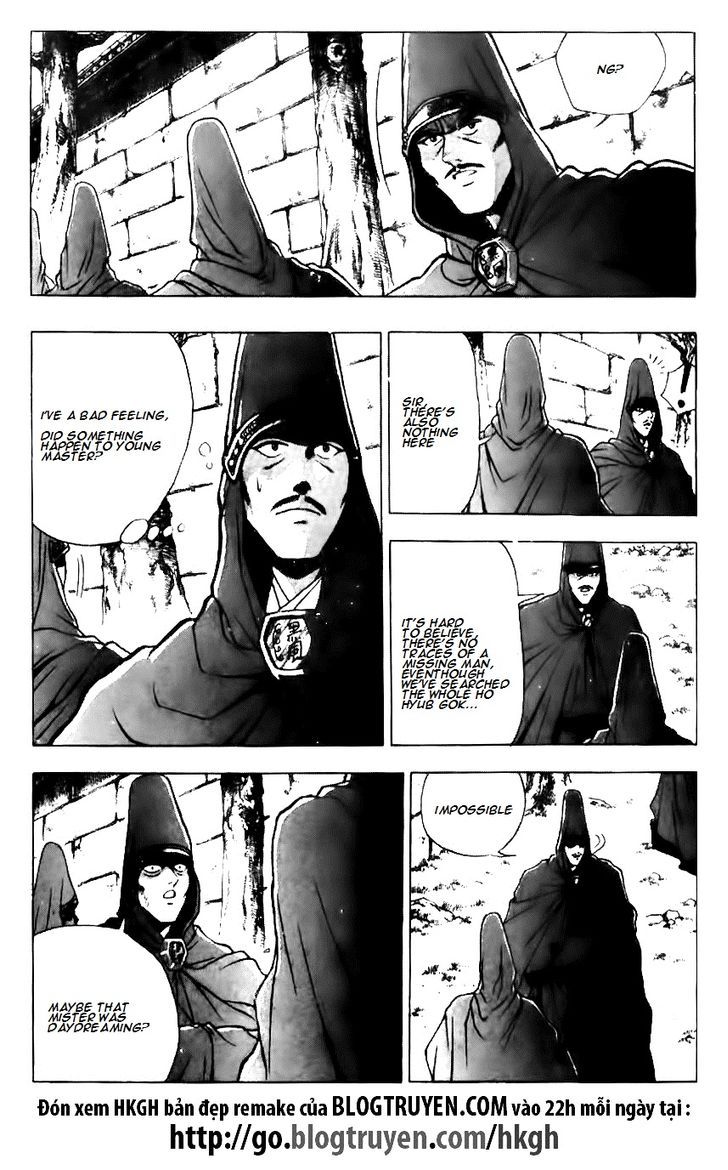 NG?
SIR,
THERE'S
ALSO
NOTHING
HERE
I'VE A BAD FEELING,
DID SOMETHING
HAPPEN TO YOUNG
MASTER?
IT'S HARD
TO BELIEVE,
THERE'S NO
TRACES OF A
MISSING MAN,
EVENTHOUGH
WE'VE SEARCHED
THE WHOLE HO
HYUB GOK...
IMPOSSIBLE
MAYBE THAT
MISTER WAS
DAYDREAMING?
Đón xem HKGH bản đẹp remake của BLOGTRUYEN.COM vào 22h mỗi ngày tại :
http://go.blogtruyen.com/hkgh